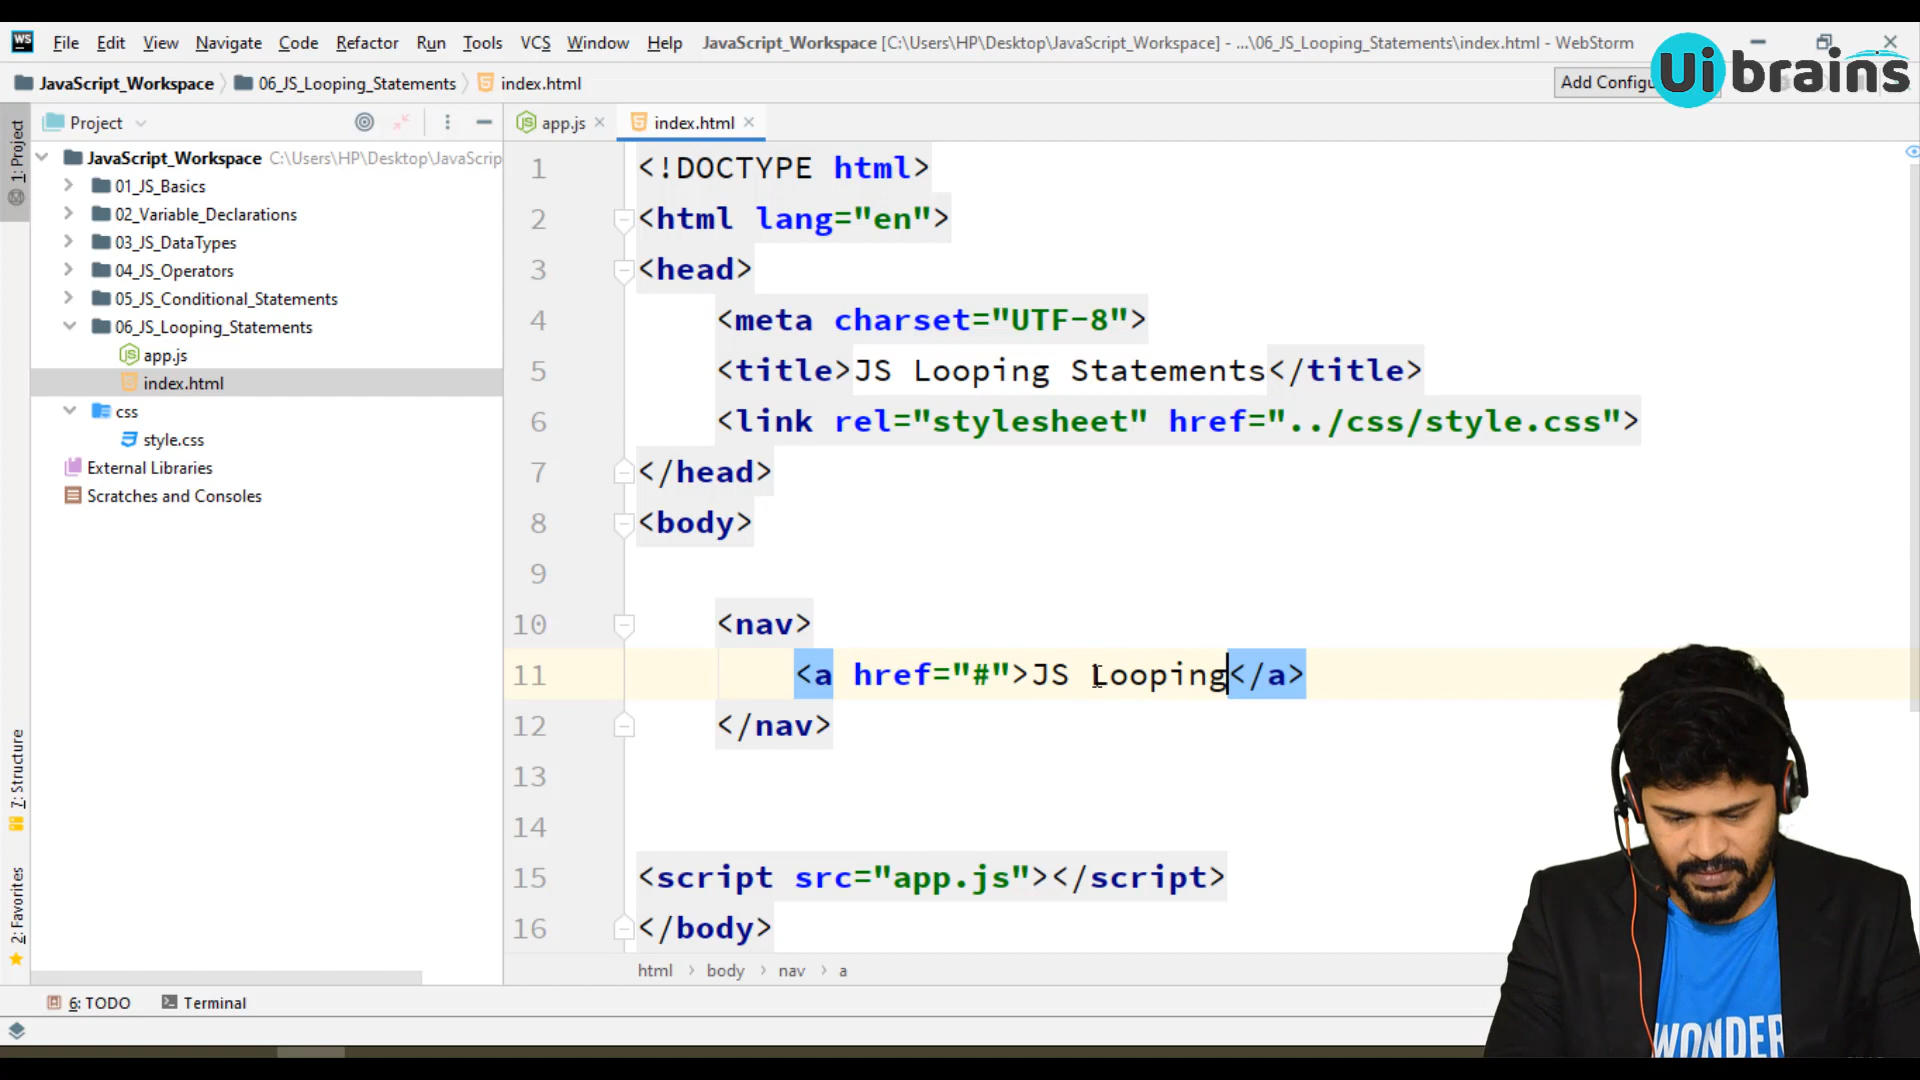 WS File Edit View Navigate Code Refactor Run Tools VCS Window Help JavaScript_Workspace [C:\Users\HP\Desktop\JavaScript_Workspace] - ...\06_JS_Looping_Statements\index.html - WebStorm
Ui brains
JavaScript_Workspace 06_JS_Looping_Statements index.html Add Configu
Project app.js index.html
1: Project
JavaScript_Workspace C:\Users\HP\Desktop\JavaScrip
01_JS_Basics
02_Variable_Declarations
03_JS_DataTypes
04_JS_Operators
05_JS_Conditional_Statements
06_JS_Looping_Statements
app.js
index.html
css
style.css
External Libraries
Scratches and Consoles
7: Structure
2: Favorites
1 <!DOCTYPE html>
2 <html lang="en">
3 <head>
4 <meta charset="UTF-8">
5 <title>JS Looping Statements</title>
6 <link rel="stylesheet" href="../css/style.css">
7 </head>
8 <body>
9
10 <nav>
11 <a href="#">JS Looping</a>
12 </nav>
13
14
15 <script src="app.js"></script>
16 </body>
html body nav a
6: TODO Terminal
WONDER